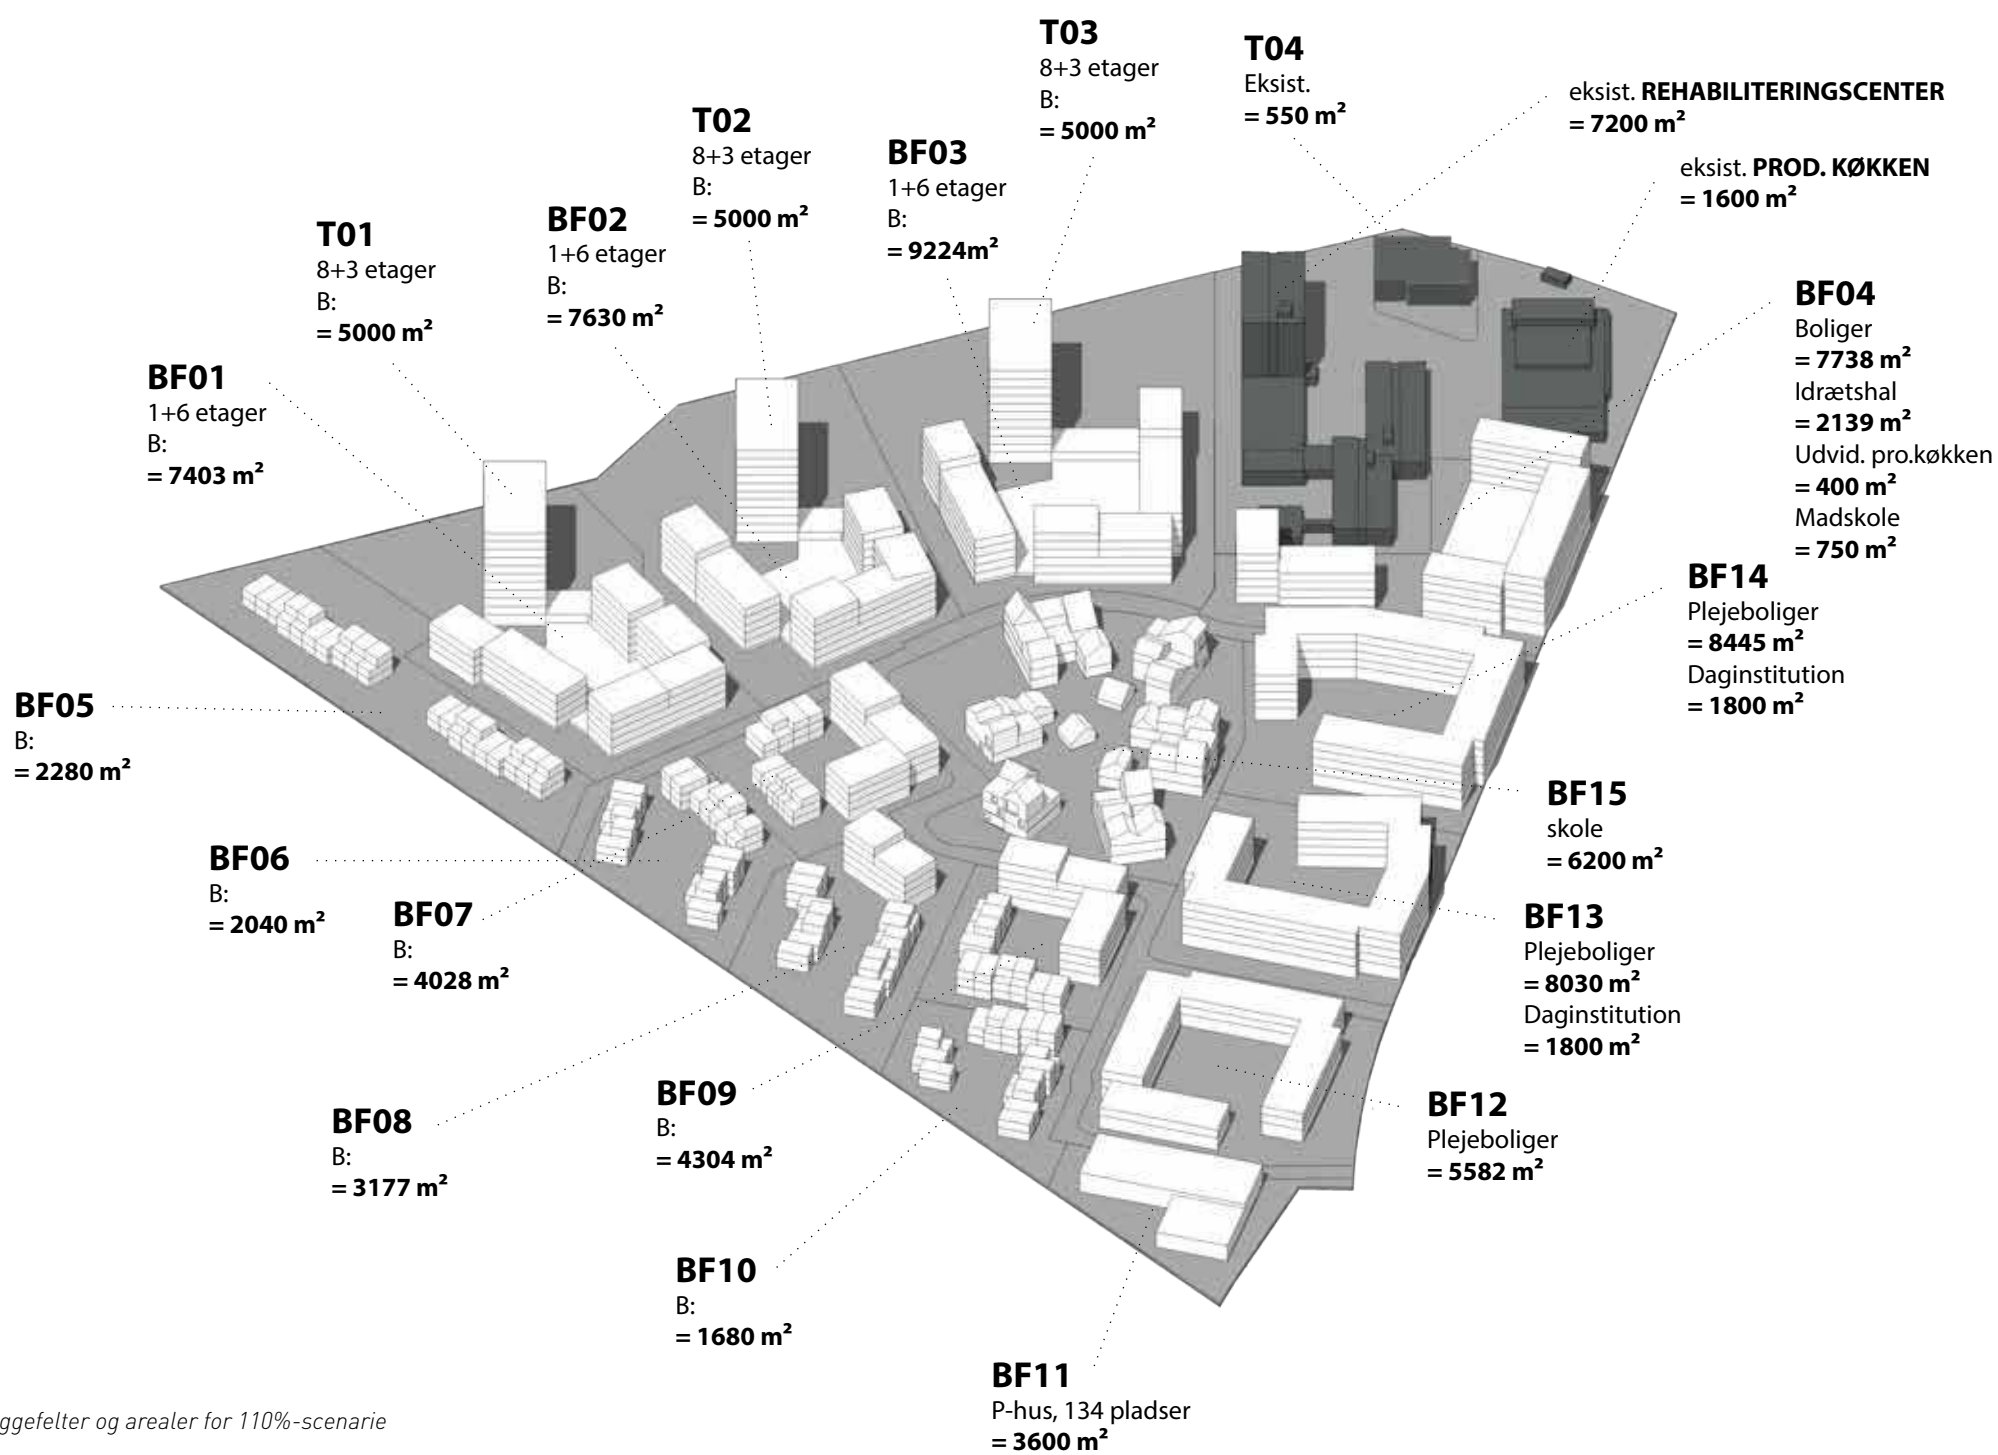 T03
8+3 etager
B:
= 5000 m²
T04
Eksist.
= 550 m²
eksist. REHABILITERINGSCENTER
= 7200 m²
T02
8+3 etager
B:
= 5000 m²
BF03
1+6 etager
B:
= 9224m²
eksist. PROD. KØKKEN
= 1600 m²
T01
8+3 etager
B:
= 5000 m²
BF02
1+6 etager
B:
= 7630 m²
BF04
Boliger
= 7738 m²
Idrætshal
= 2139 m²
Udvid. pro.køkken
= 400 m²
Madskole
= 750 m²
BF01
1+6 etager
B:
= 7403 m²
BF14
Plejeboliger
= 8445 m²
Daginstitution
= 1800 m²
BF05
B:
= 2280 m²
BF15
skole
= 6200 m²
BF06
B:
= 2040 m²
BF07
B:
= 4028 m²
BF13
Plejeboliger
= 8030 m²
Daginstitution
= 1800 m²
BF08
B:
= 3177 m²
BF09
B:
= 4304 m²
BF12
Plejeboliger
= 5582 m²
BF10
B:
= 1680 m²
BF11
P-hus, 134 pladser
= 3600 m²
ggefelter og arealer for 110%-scenarie